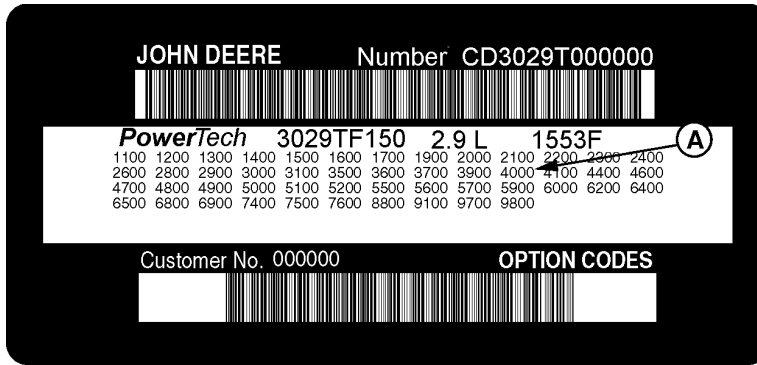 JOHN DEERE Number CD3029T000000
PowerTech 3029TF150 2.9 L 1553F
A
1100 1200 1300 1400 1500 1600 1700 1900 2000 2100 2200 2300 2400
2600 2800 2900 3000 3100 3500 3600 3700 3900 4000 4100 4400 4600
4700 4800 4900 5000 5100 5200 5500 5600 5700 5900 6000 6200 6400
6500 6800 6900 7400 7500 7600 8800 9100 9700 9800
Customer No. 000000 OPTION CODES